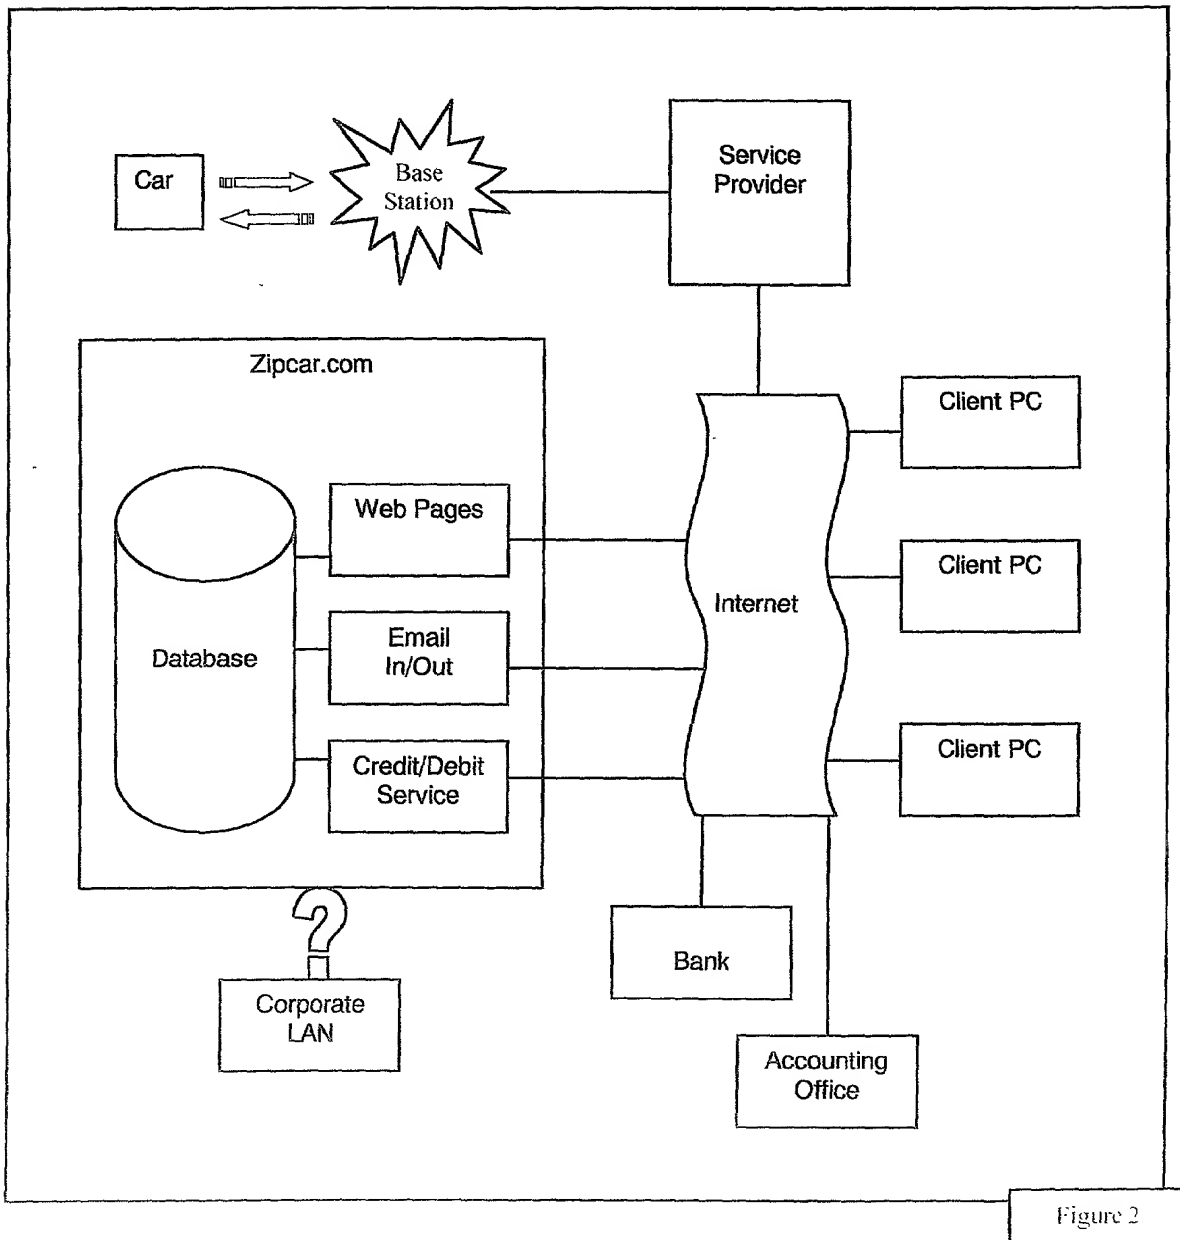 Car
Base
Station
Service
Provider
Zipcar.com
Client PC
Web Pages
Client PC
Internet
Email
In/Out
Database
Client PC
Credit/Debit
Service
?
Bank
Corporate
LAN
Accounting
Office
Figure 2